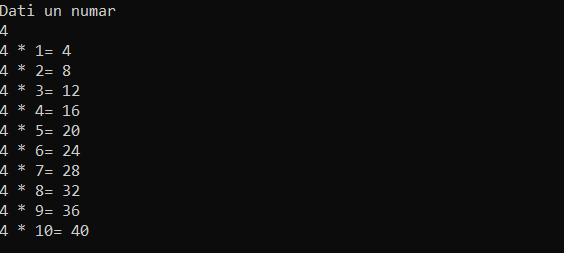 Dati un numar
4
4 * 1= 4
4 * 2= 8
4 * 3= 12
4 * 4= 16
4 * 5= 20
4 * 6= 24
4 * 7= 28
4 * 8= 32
4 * 9= 36
4 * 10= 40